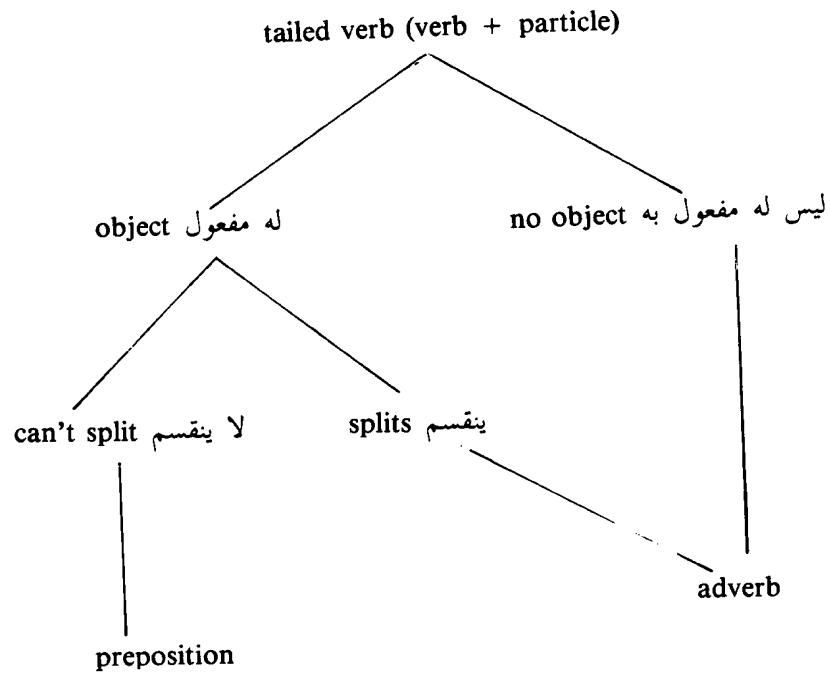 tailed verb (verb + particle)
object له مفعول
no object ليس له مفعول به
can't split لا ينقسم
splits ينقسم
adverb
preposition